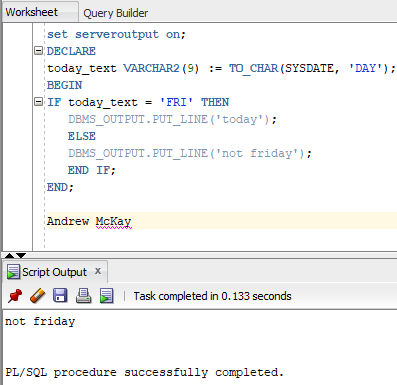 Worksheet Query Builder
set serveroutput on;
DECLARE
today_text VARCHAR2(9) := TO_CHAR(SYSDATE, 'DAY');
BEGIN
IF today_text = 'FRI' THEN
DBMS_OUTPUT.PUT_LINE('today');
ELSE
DBMS_OUTPUT.PUT_LINE('not friday');
END IF;
END;
Andrew McKay
Script Output x
Task completed in 0.133 seconds
not friday
PL/SQL procedure successfully completed.